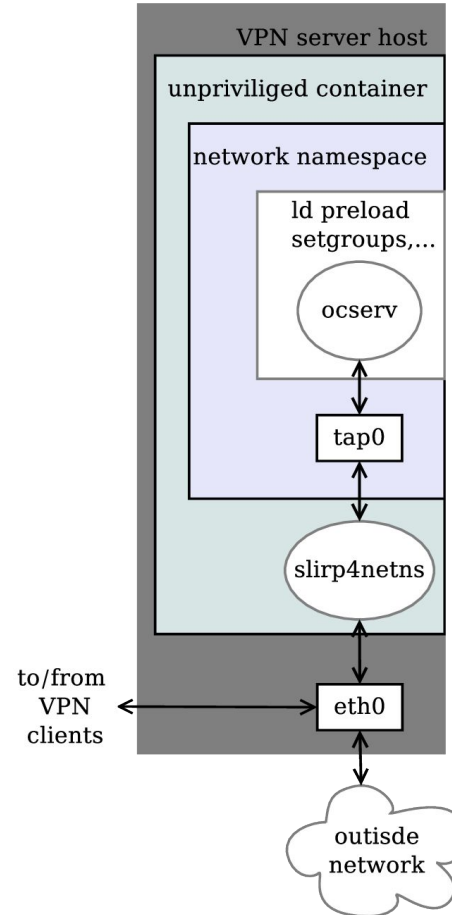 VPN server host
unpriviliged container
network namespace
ld preload
setgroups,...
ocserv
tap0
slirp4netns
to/from
VPN
clients
eth0
outisde
network